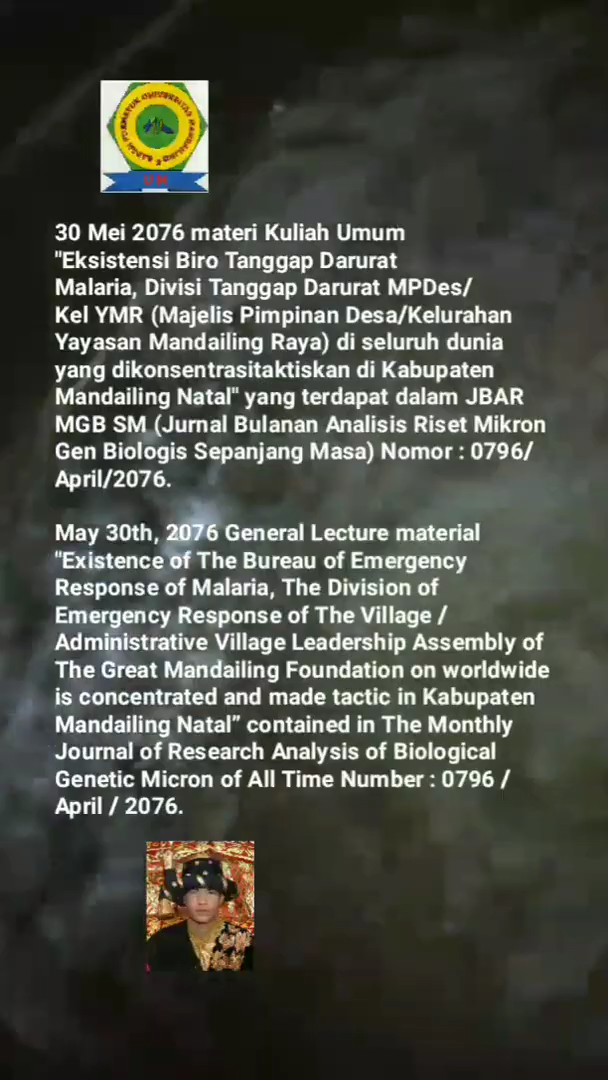 UM
30 Mei 2076 materi Kuliah Umum
"Eksistensi Biro Tanggap Darurat
Malaria, Divisi Tanggap Darurat MPDes/
Kel YMR (Majelis Pimpinan Desa/Kelurahan
Yayasan Mandailing Raya) di seluruh dunia
yang dikonsentrasitaktiskan di Kabupaten
Mandailing Natal" yang terdapat dalam JBAR
MGB SM (Jurnal Bulanan Analisis Riset Mikron
Gen Biologis Sepanjang Masa) Nomor : 0796/
April/2076.
May 30th, 2076 General Lecture material
"Existence of The Bureau of Emergency
Response of Malaria, The Division of
Emergency Response of The Village /
Administrative Village Leadership Assembly of
The Great Mandailing Foundation on worldwide
is concentrated and made tactic in Kabupaten
Mandailing Natal” contained in The Monthly
Journal of Research Analysis of Biological
Genetic Micron of All Time Number : 0796 /
April / 2076.